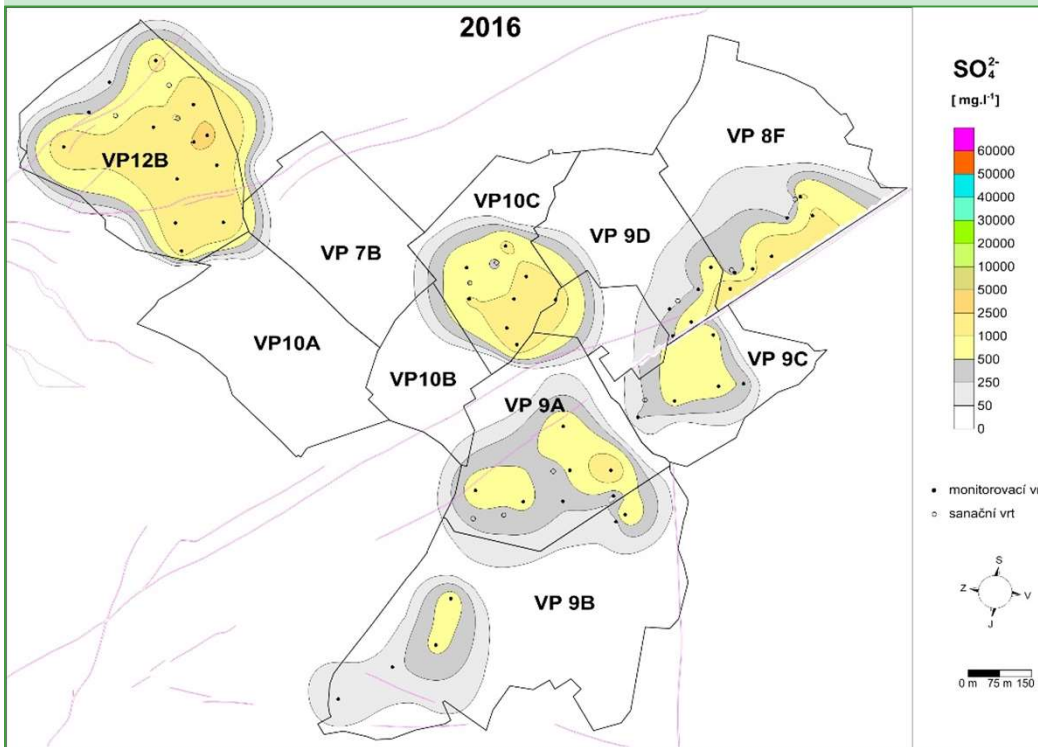 2016
VP12B
VP 7B
VP10A
VP10B
VP10C
VP 9D
VP 8F
VP 9C
VP 9A
VP 9B
SO₄²⁻
[ mg.l⁻¹]
60000
50000
40000
30000
20000
10000
5000
2500
1000
500
250
50
0
monitorovací v
sanační vrt
S
Z V
J
0 m 75 m 150